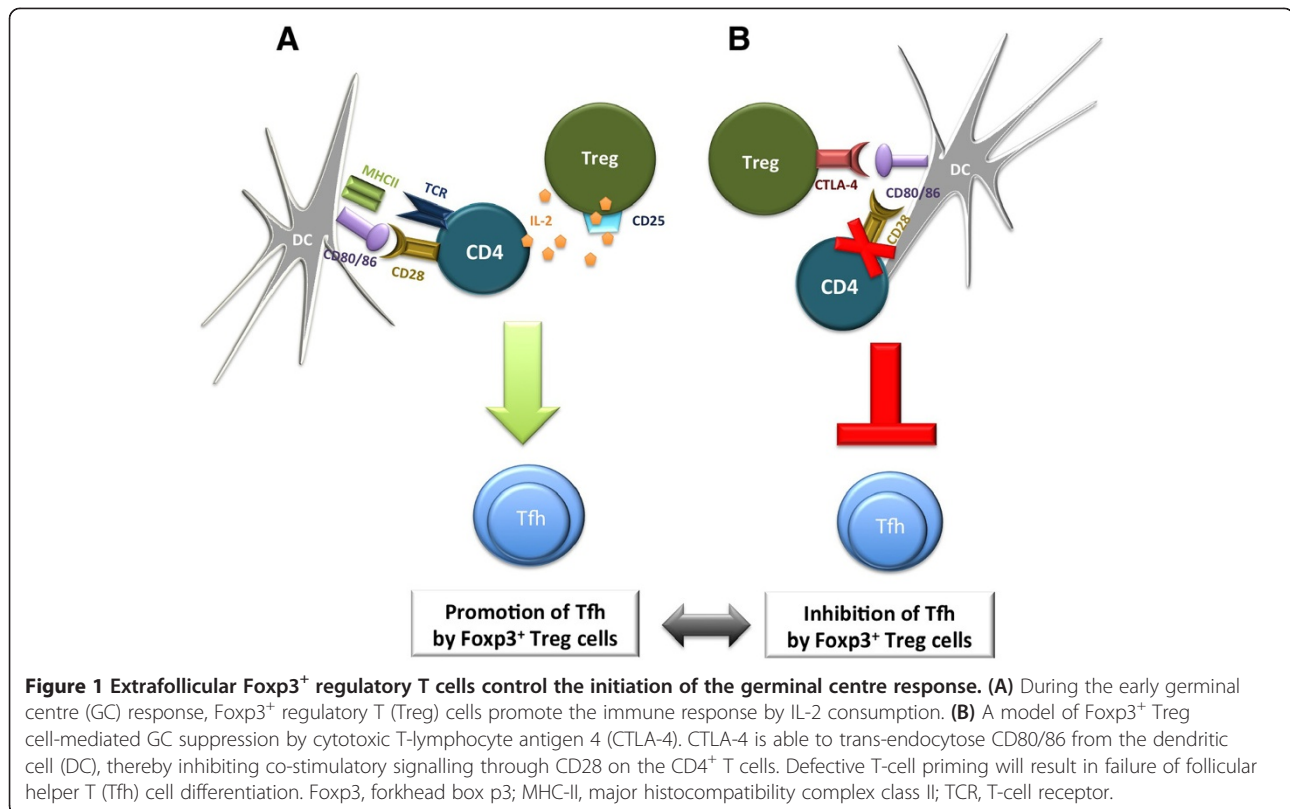 A
B
Treg
Treg
MHCII
TCR
DC
CTLA-4
DC
IL-2
CD25
CD80/86
CD80/86
CD28
CD4
CD28
CD4
Tfh
Tfh
Promotion of Tfh
by Foxp3⁺ Treg cells
Inhibition of Tfh
by Foxp3⁺ Treg cells
Figure 1 Extrafollicular Foxp3⁺ regulatory T cells control the initiation of the germinal centre response. (A) During the early germinal
centre (GC) response, Foxp3⁺ regulatory T (Treg) cells promote the immune response by IL-2 consumption. (B) A model of Foxp3⁺ Treg
cell-mediated GC suppression by cytotoxic T-lymphocyte antigen 4 (CTLA-4). CTLA-4 is able to trans-endocytose CD80/86 from the dendritic
cell (DC), thereby inhibiting co-stimulatory signalling through CD28 on the CD4⁺ T cells. Defective T-cell priming will result in failure of follicular
helper T (Tfh) cell differentiation. Foxp3, forkhead box p3; MHC-II, major histocompatibility complex class II; TCR, T-cell receptor.